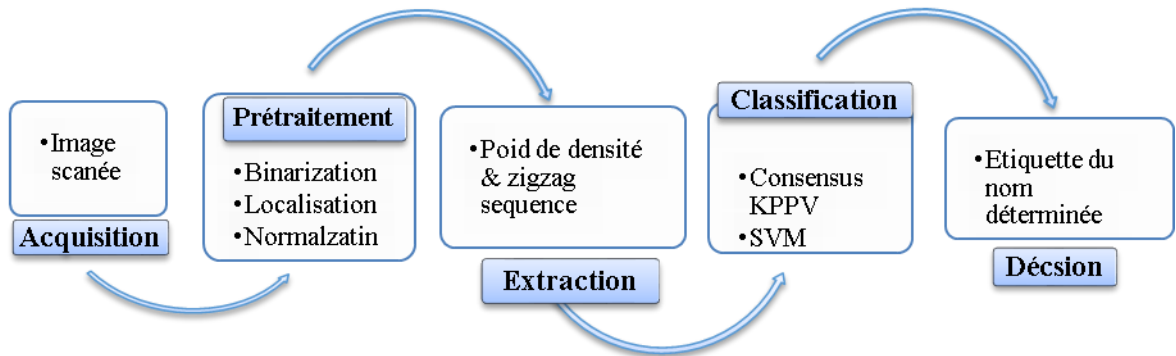 •Image
scanée
Acquisition
Prétraitement
•Binarization
•Localisation
•Normalzatin
•Poid de densité
& zigzag
sequence
Extraction
Classification
•Consensus
KPPV
•SVM
•Etiquette du
nom
déterminée
Décsion